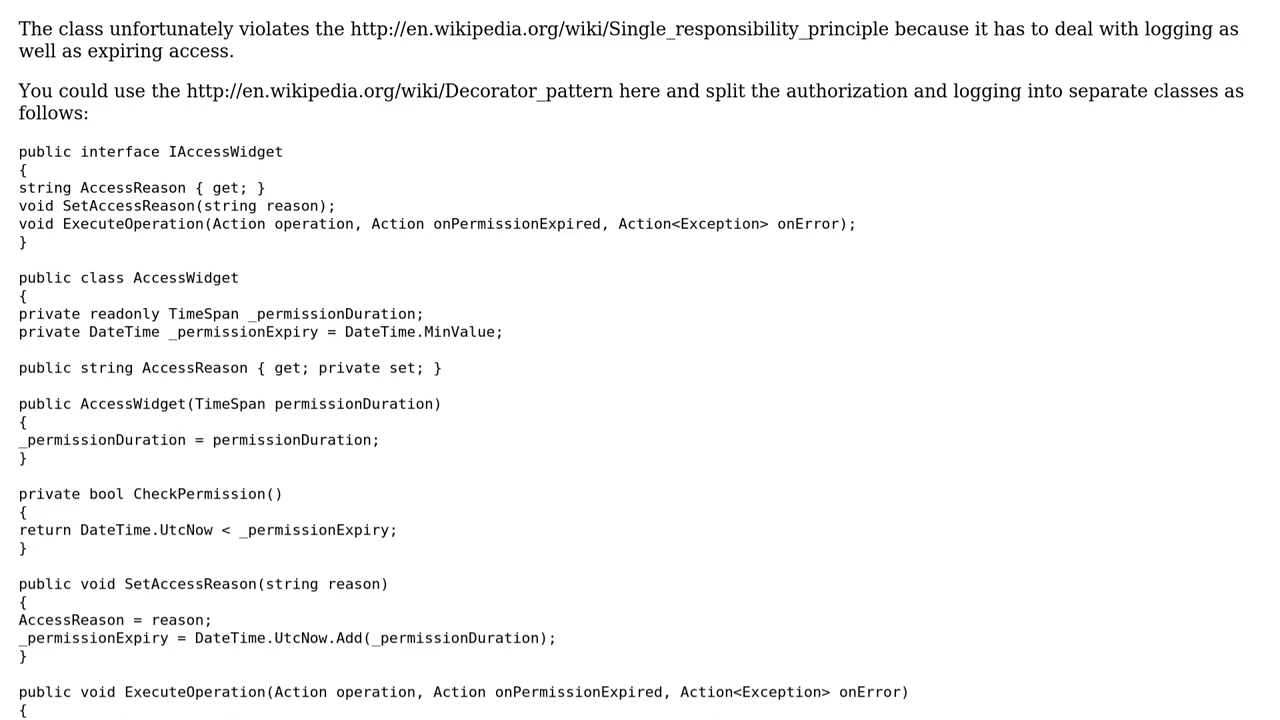 The class unfortunately violates the http://en.wikipedia.org/wiki/Single_responsibility_principle because it has to deal with logging as
well as expiring access.
You could use the http://en.wikipedia.org/wiki/Decorator_pattern here and split the authorization and logging into separate classes as
follows:
public interface IAccessWidget
{
string AccessReason { get; }
void SetAccessReason(string reason);
void ExecuteOperation(Action operation, Action onPermissionExpired, Action<Exception> onError);
}
public class AccessWidget
{
private readonly TimeSpan _permissionDuration;
private DateTime _permissionExpiry = DateTime.MinValue;
public string AccessReason { get; private set; }
public AccessWidget(TimeSpan permissionDuration)
{
_permissionDuration = permissionDuration;
}
private bool CheckPermission()
{
return DateTime.UtcNow < _permissionExpiry;
}
public void SetAccessReason(string reason)
{
AccessReason = reason;
_permissionExpiry = DateTime.UtcNow.Add(_permissionDuration);
}
public void ExecuteOperation(Action operation, Action onPermissionExpired, Action<Exception> onError)
{